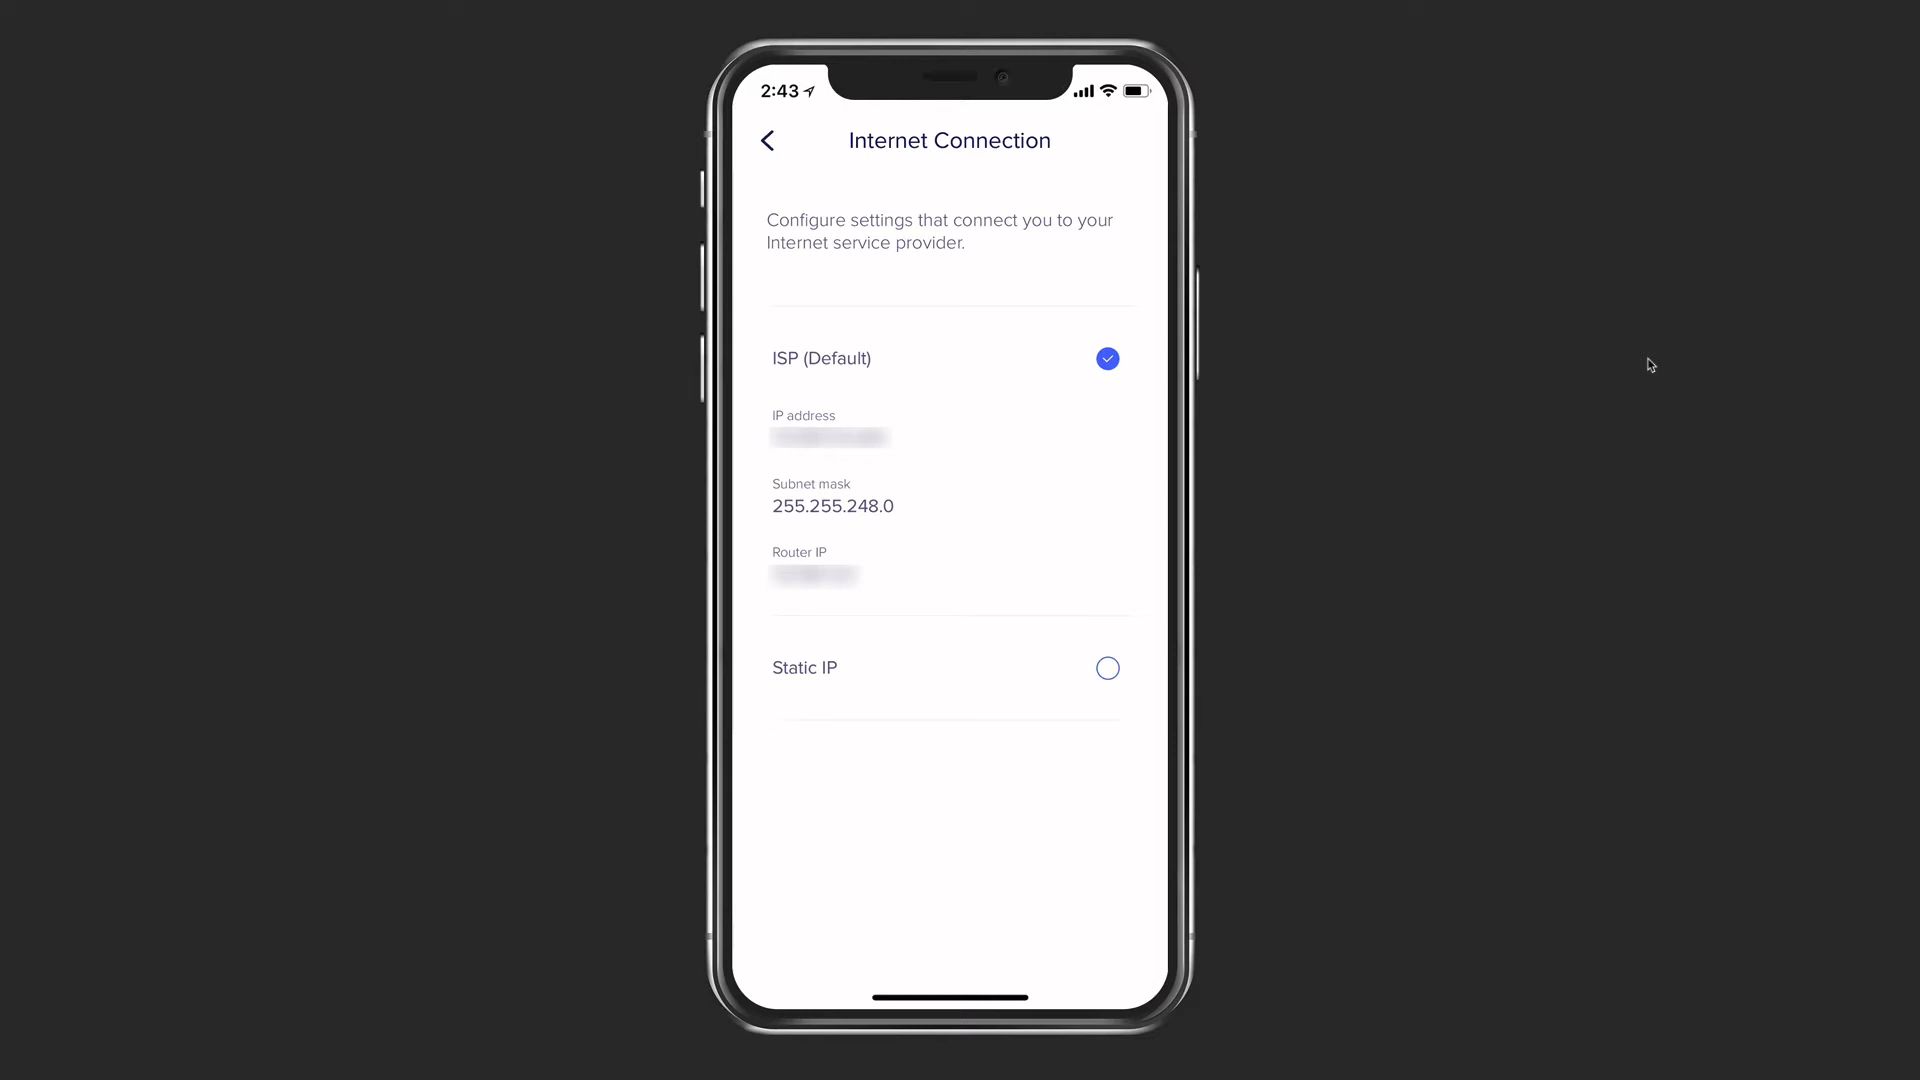 2:43
Internet Connection
Configure settings that connect you to your
Internet service provider.
ISP (Default)
IP address
Subnet mask
255.255.248.0
Router IP
Static IP